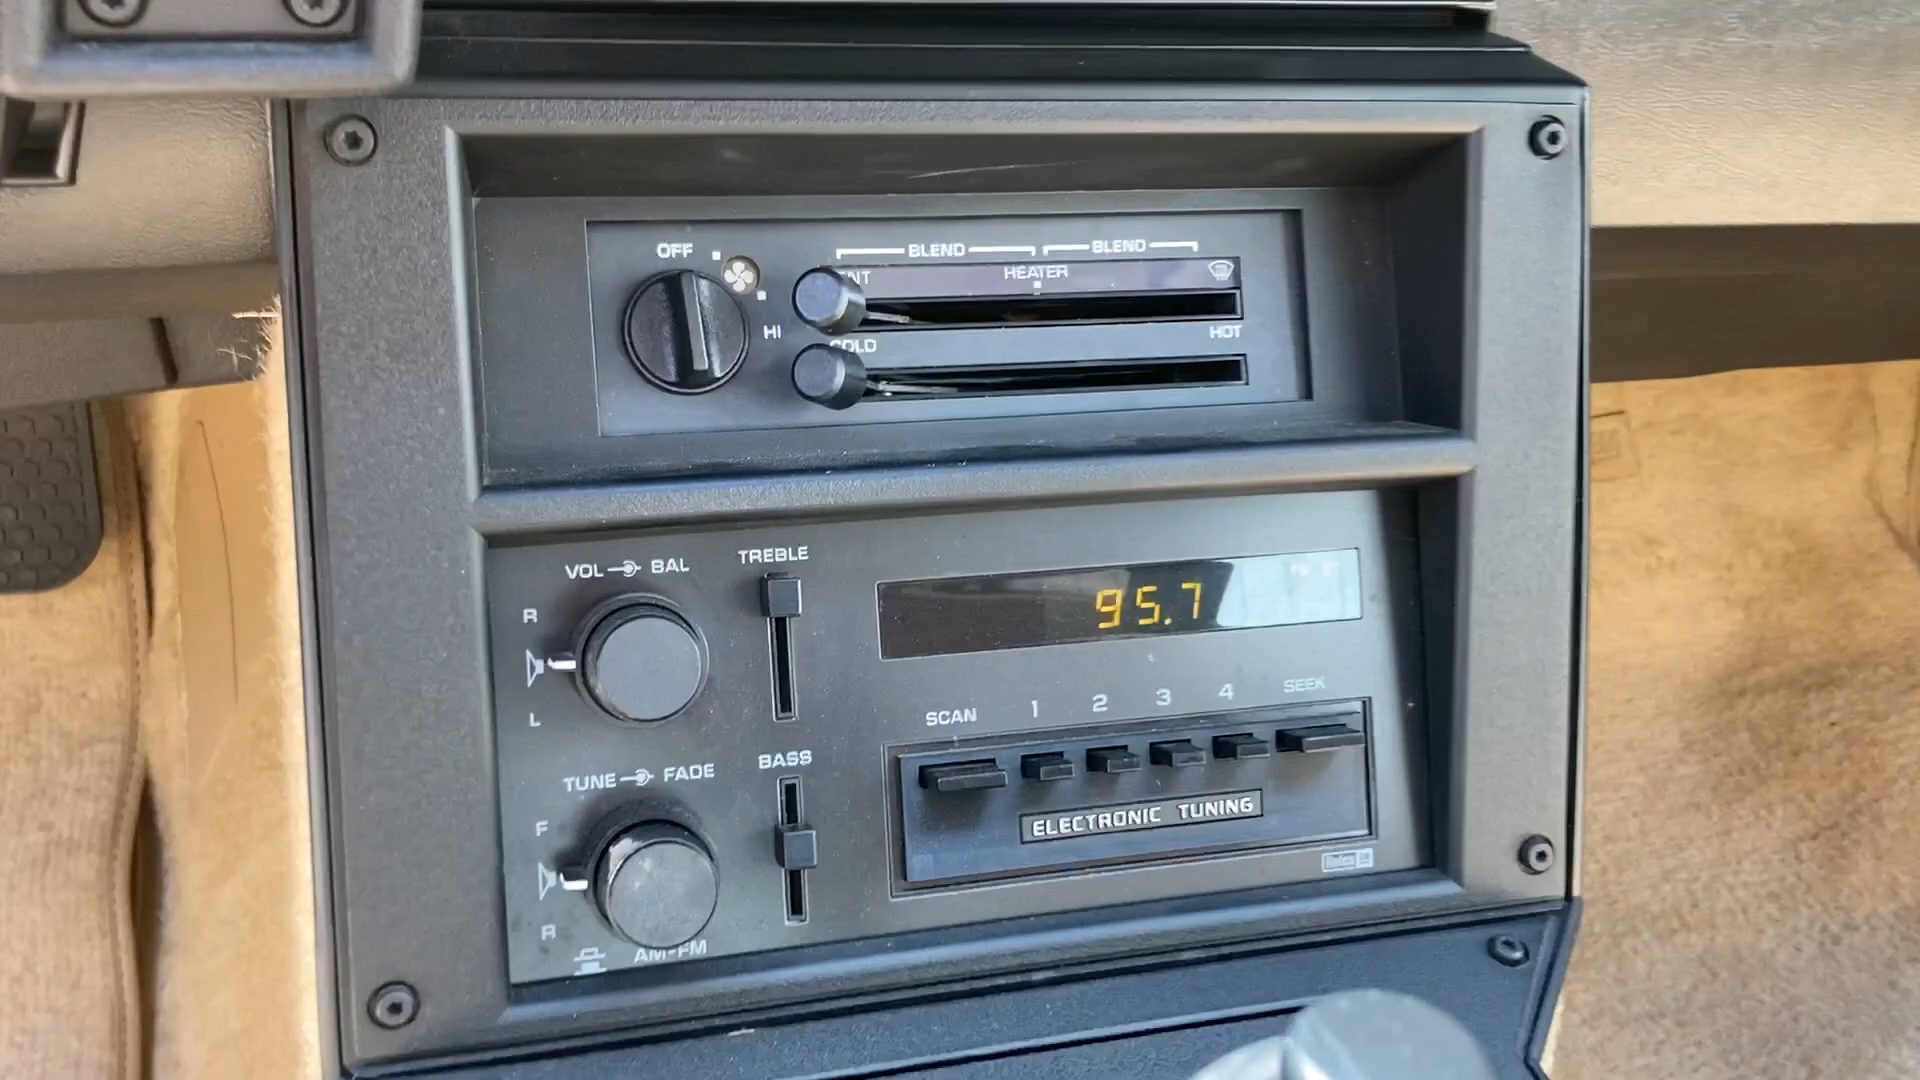 OFF
BLEND BLEND
HEATER
HI
COLD HOT
VOL BAL
TREBLE
R
L
95.7
SCAN 1 2 3 4 SEEK
TUNE FADE
BASS
F
R
AM-FM
ELECTRONIC TUNING